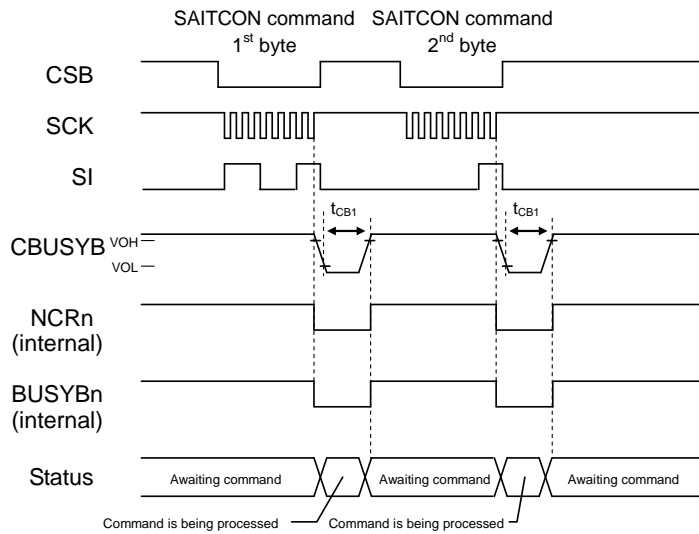 SAITCON command
1st byte
SAITCON command
2nd byte
CSB
SCK
SI
tCB1
tCB1
CBUSYB
VOH
VOL
NCRn
(internal)
BUSYBn
(internal)
Status
Awaiting command
Awaiting command
Awaiting command
Command is being processed
Command is being processed